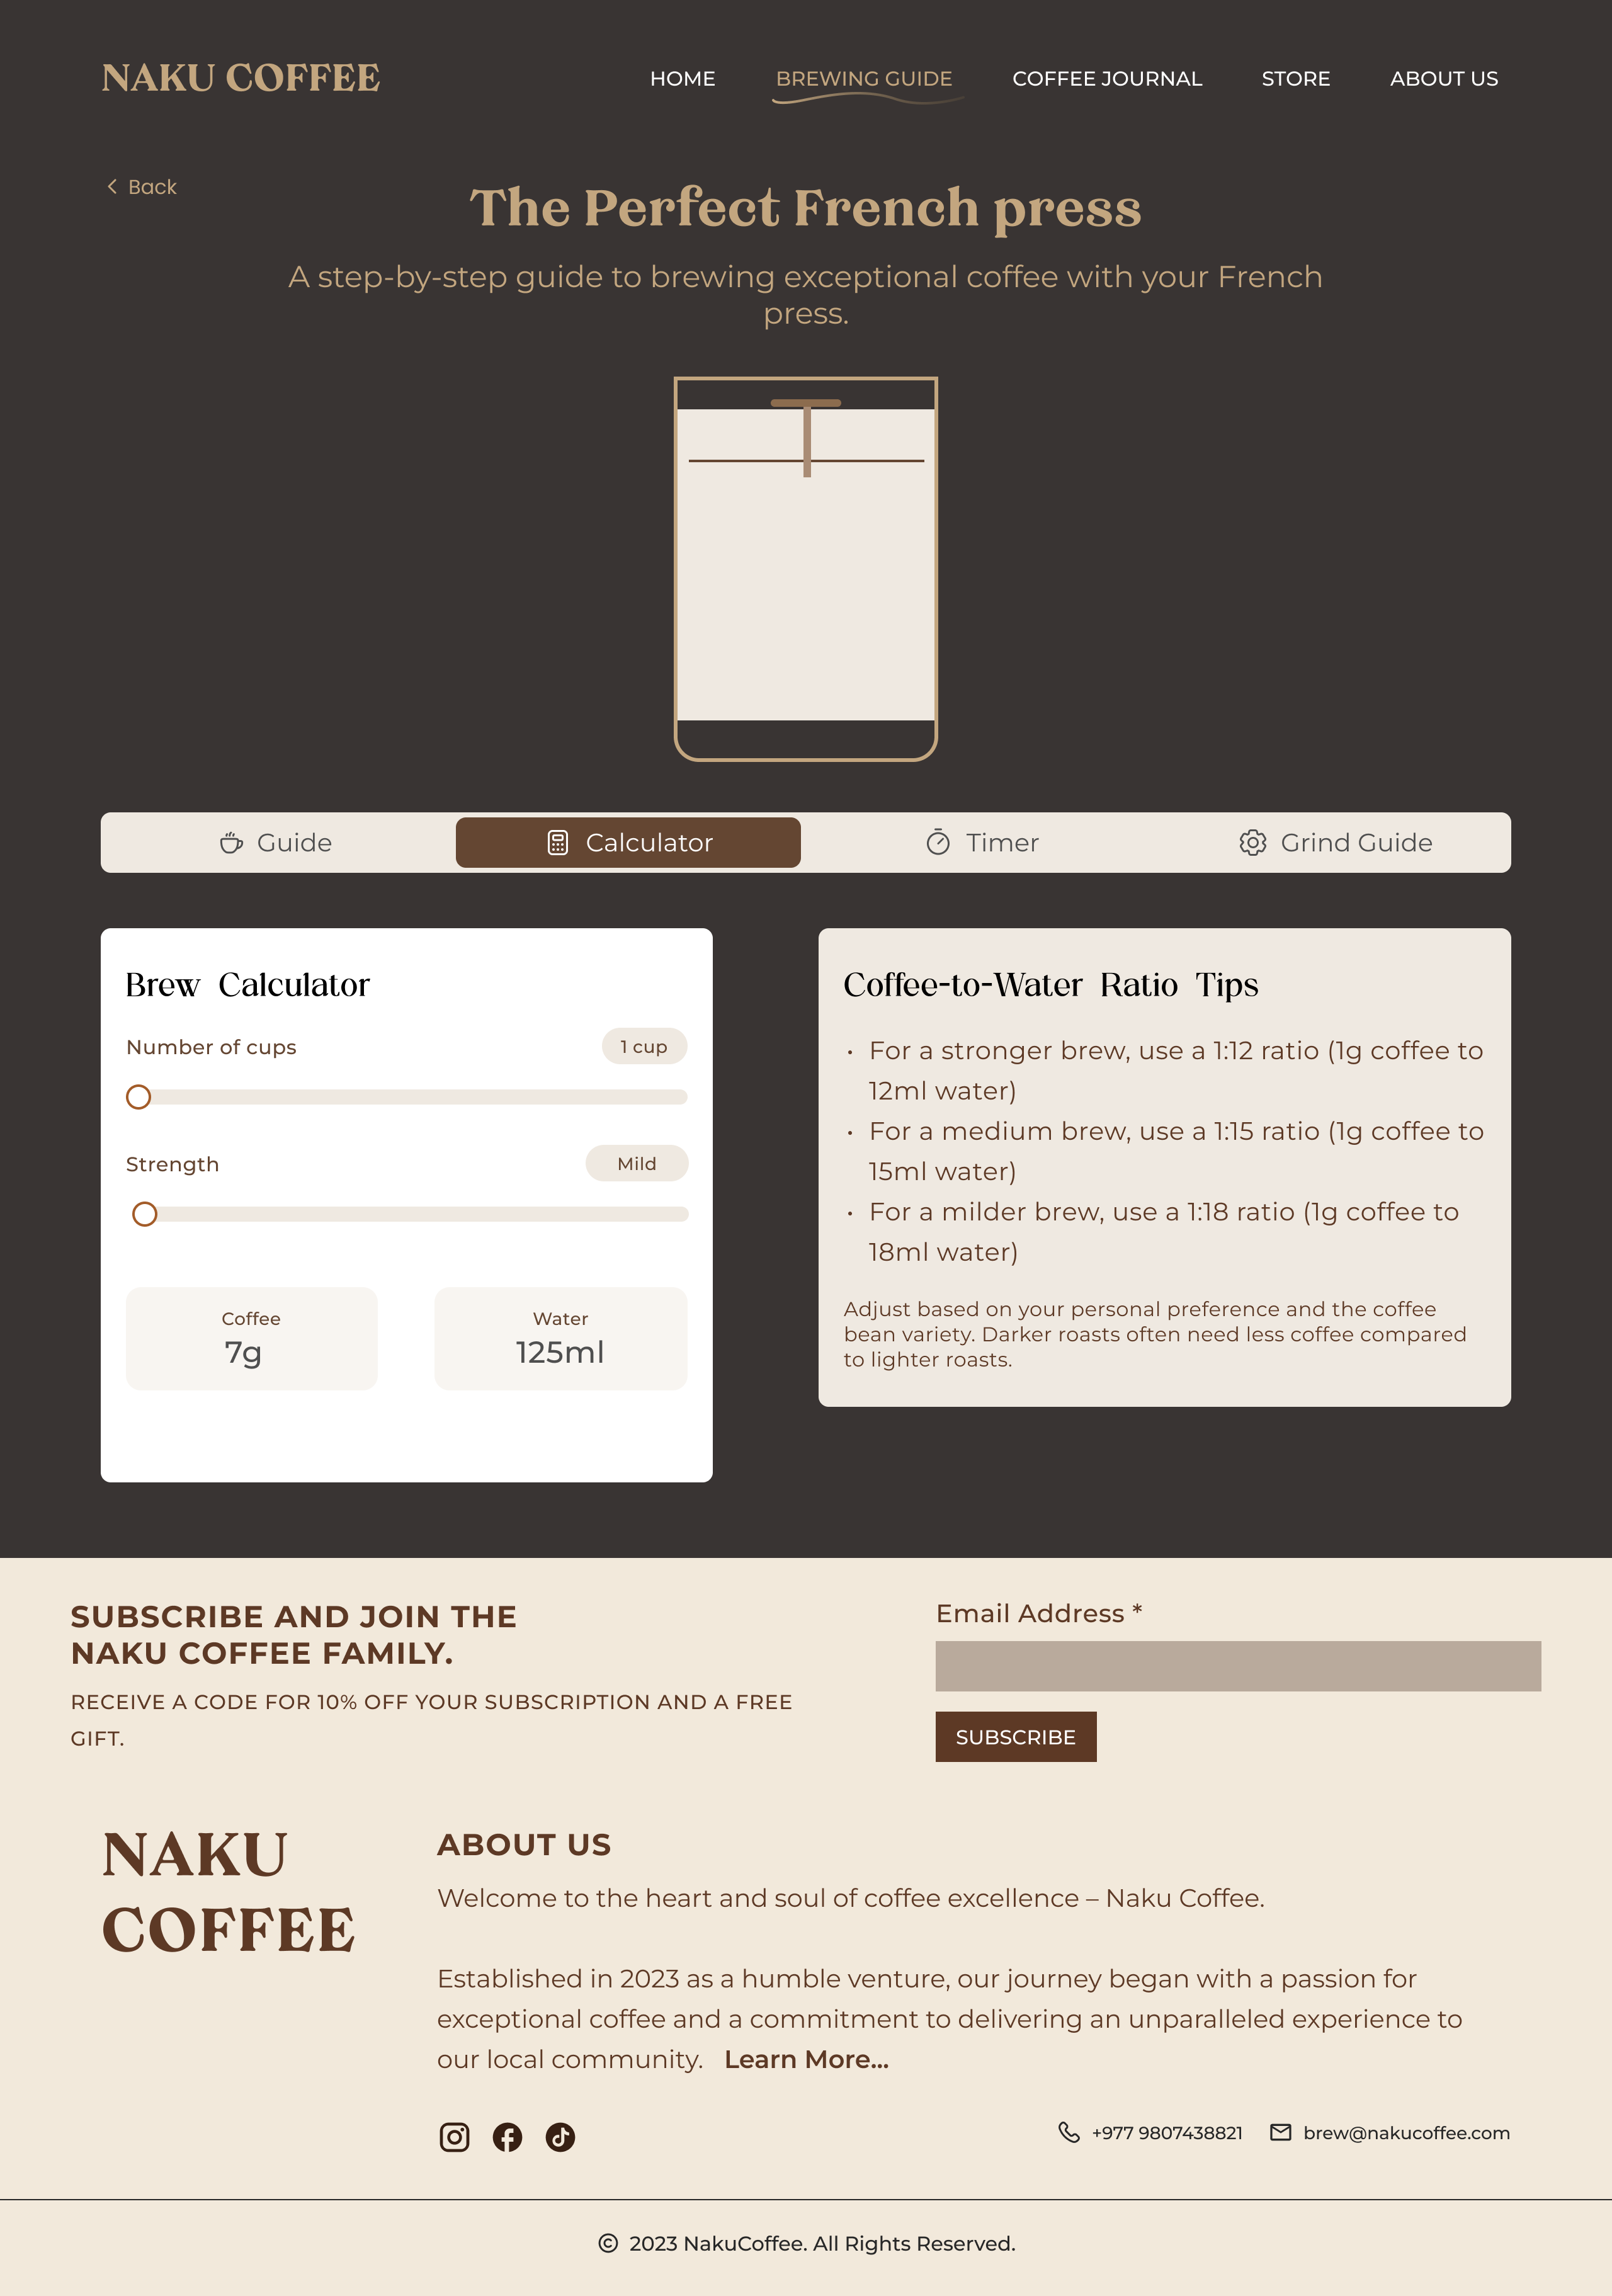 NAKU COFFEE
HOME
BREWING GUIDE
COFFEE JOURNAL
STORE
ABOUT US
Back
The Perfect French press
A step-by-step guide to brewing exceptional coffee with your French
press.
Guide
Calculator
Timer
Grind Guide
Brew Calculator
Number of cups
1 cup
Strength
Mild
Coffee
7g
Water
125ml
Coffee-to-Water Ratio Tips
• For a stronger brew, use a 1:12 ratio (1g coffee to
12ml water)
• For a medium brew, use a 1:15 ratio (1g coffee to
15ml water)
• For a milder brew, use a 1:18 ratio (1g coffee to
18ml water)
Adjust based on your personal preference and the coffee
bean variety. Darker roasts often need less coffee compared
to lighter roasts.
SUBSCRIBE AND JOIN THE
NAKU COFFEE FAMILY.
RECEIVE A CODE FOR 10% OFF YOUR SUBSCRIPTION AND A FREE
GIFT.
Email Address *
SUBSCRIBE
NAKU
COFFEE
ABOUT US
Welcome to the heart and soul of coffee excellence – Naku Coffee.
Established in 2023 as a humble venture, our journey began with a passion for
exceptional coffee and a commitment to delivering an unparalleled experience to
our local community. Learn More...
+977 9807438821
brew@nakucoffee.com
© 2023 NakuCoffee. All Rights Reserved.